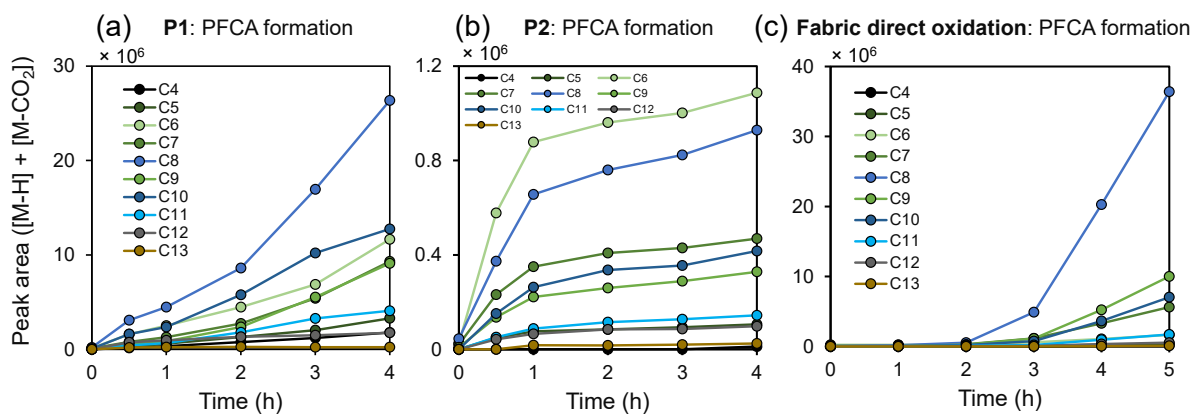 (a) P1: PFCA formation
× 10⁶
Peak area ([M-H] + [M-CO₂])
30
20
10
0
C4
C5
C6
C7
C8
C9
C10
C11
C12
C13
0 1 2 3 4
Time (h)
(b) P2: PFCA formation
× 10⁶
1.2
0.8
0.4
0
C4 C5 C6
C7 C8 C9
C10 C11 C12
C13
0 1 2 3 4
Time (h)
(c) Fabric direct oxidation: PFCA formation
× 10⁶
40
30
20
10
0
C4
C5
C6
C7
C8
C9
C10
C11
C12
C13
0 1 2 3 4 5
Time (h)